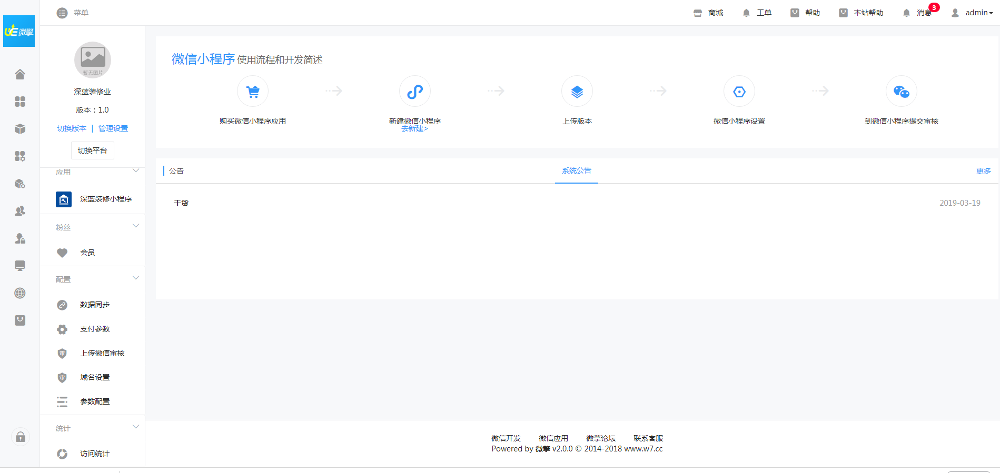 菜单
商城
工单
帮助
本站帮助
消息
3
admin
微擎
暂无图片
深蓝装修业
版本：1.0
切换版本 | 管理设置
切换平台
应用
深蓝装修小程序
粉丝
会员
配置
数据同步
支付参数
上传微信审核
域名设置
参数配置
统计
访问统计
微信小程序 使用流程和开发简述
购买微信小程序应用
新建微信小程序
去新建>
上传版本
微信小程序设置
到微信小程序提交审核
公告
系统公告
更多
干货
2019-03-19
微信开发 微信应用 微擎论坛 联系客服
Powered by 微擎 v2.0.0 © 2014-2018 www.w7.cc